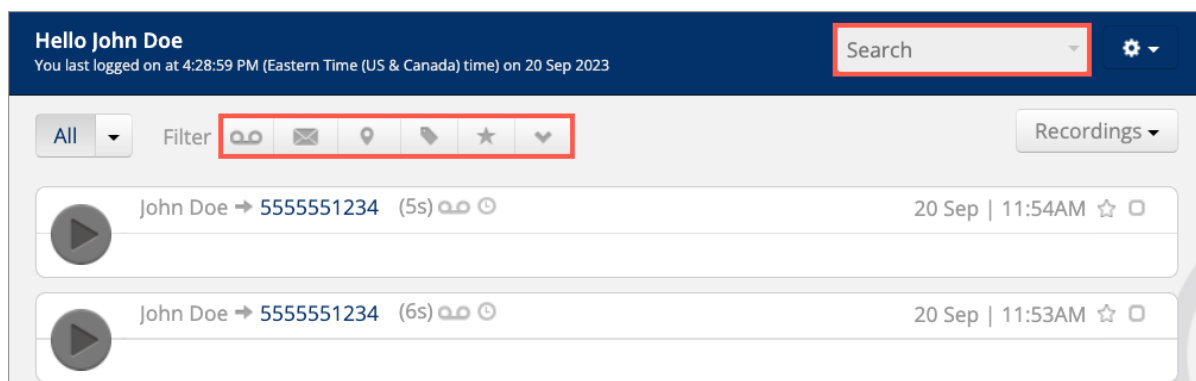 Hello John Doe
You last logged on at 4:28:59 PM (Eastern Time (US & Canada) time) on 20 Sep 2023
Search
All
Filter
Recordings
John Doe → 5555551234 (5s)
20 Sep | 11:54AM
John Doe → 5555551234 (6s)
20 Sep | 11:53AM